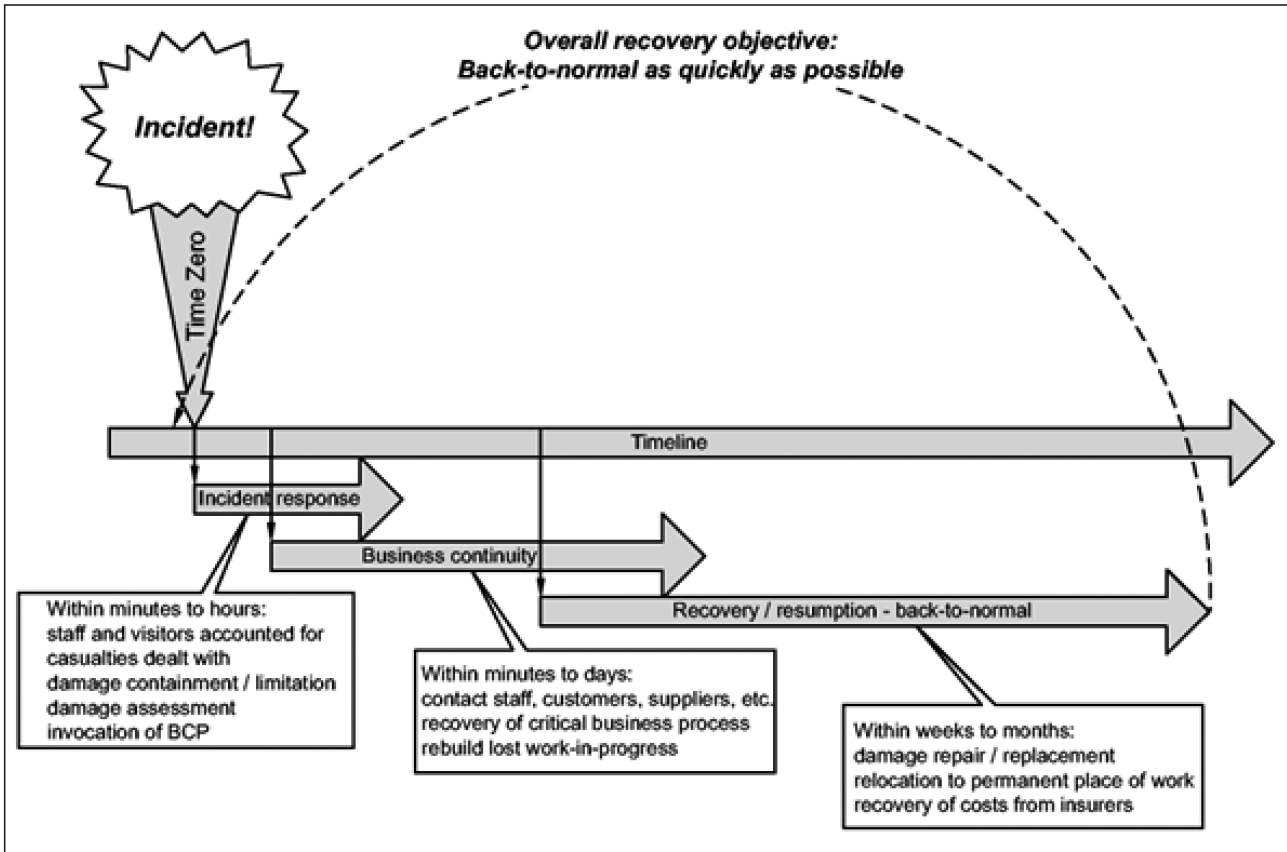 Overall recovery objective:
Back-to-normal as quickly as possible
Incident!
Time Zero
Timeline
Incident response
Business continuity
Recovery / resumption - back-to-normal
Within minutes to hours:
staff and visitors accounted for
casualties dealt with
damage containment / limitation
damage assessment
invocation of BCP
Within minutes to days:
contact staff, customers, suppliers, etc.
recovery of critical business process
rebuild lost work-in-progress
Within weeks to months:
damage repair / replacement
relocation to permanent place of work
recovery of costs from insurers